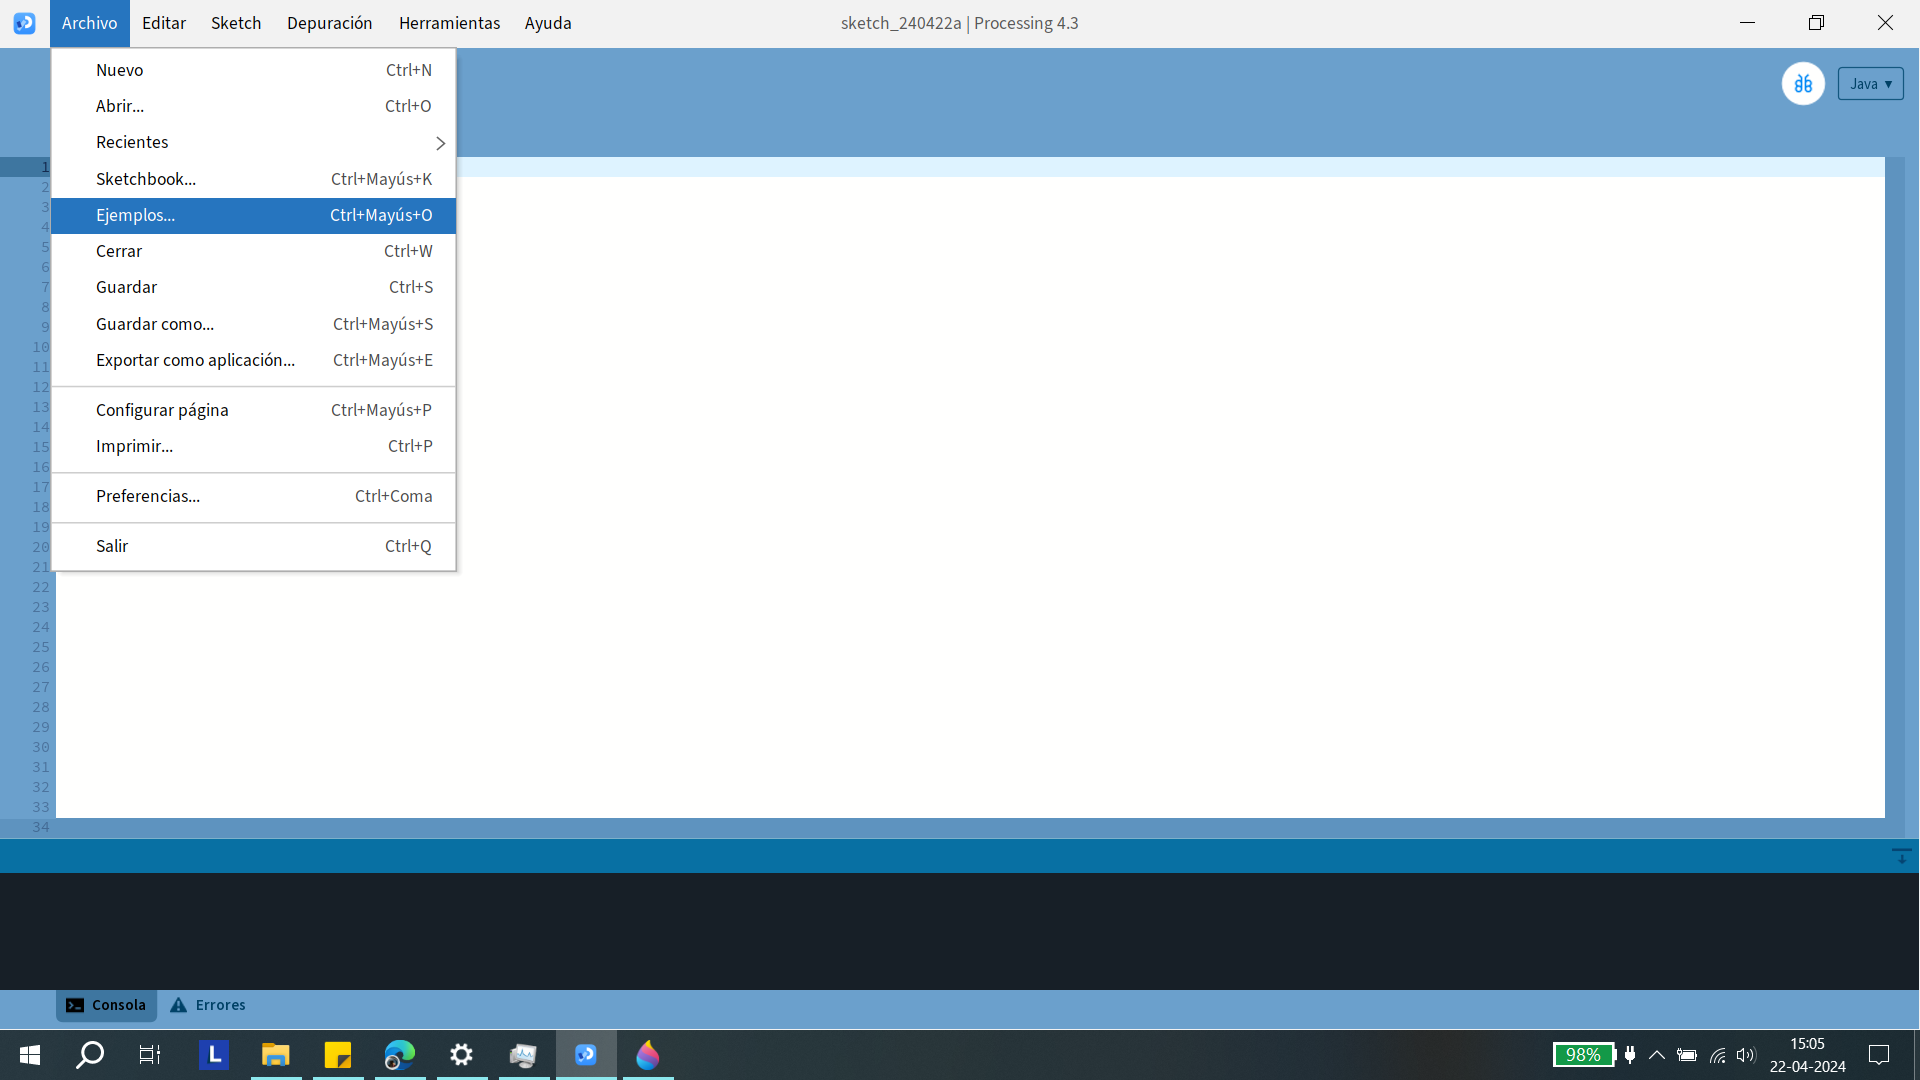 Archivo Editar Sketch Depuración Herramientas Ayuda sketch_240422a | Processing 4.3
Java ▾
Nuevo Ctrl+N
Abrir... Ctrl+O
Recientes
Sketchbook... Ctrl+Mayús+K
Ejemplos... Ctrl+Mayús+O
Cerrar Ctrl+W
Guardar Ctrl+S
Guardar como... Ctrl+Mayús+S
Exportar como aplicación... Ctrl+Mayús+E
Configurar página Ctrl+Mayús+P
Imprimir... Ctrl+P
Preferencias... Ctrl+Coma
Salir Ctrl+Q
1
2
3
4
5
6
7
8
9
10
11
12
13
14
15
16
17
18
19
20
21
22
23
24
25
26
27
28
29
30
31
32
33
34
Consola Errores
L
98%
15:05
22-04-2024